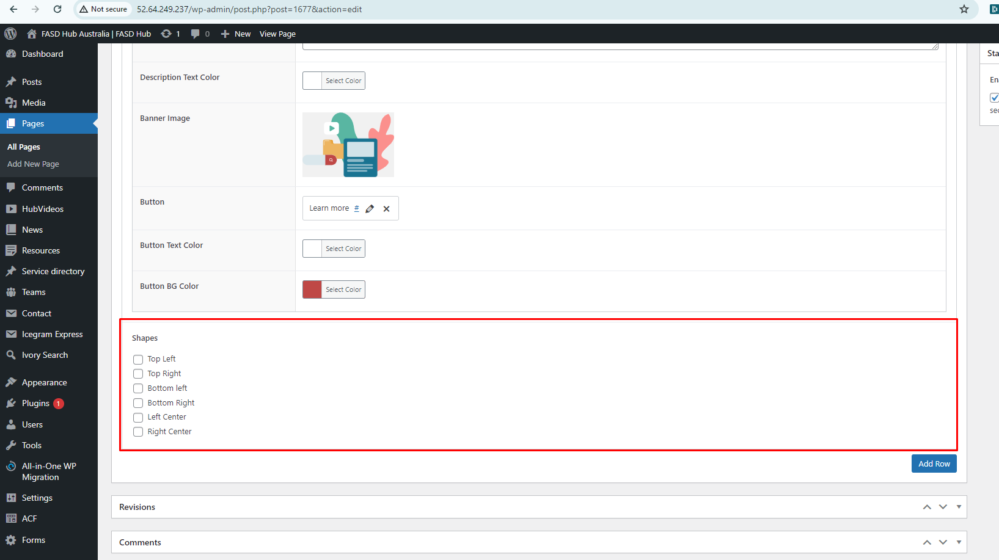 Not secure 52.64.249.237/wp-admin/post.php?post=1677&action=edit
FASD Hub Australia | FASD Hub 1 0 New View Page
Dashboard
Posts
Media
Pages
All Pages
Add New Page
Comments
HubVideos
News
Resources
Service directory
Teams
Contact
Icegram Express
Ivory Search
Appearance
Plugins 1
Users
Tools
All-in-One WP
Migration
Settings
ACF
Forms
Description Text Color
Select Color
Banner Image
Button
Learn more #
Button Text Color
Select Color
Button BG Color
Select Color
Shapes
Top Left
Top Right
Bottom left
Bottom Right
Left Center
Right Center
Add Row
Revisions
Comments
Sta
En
sec